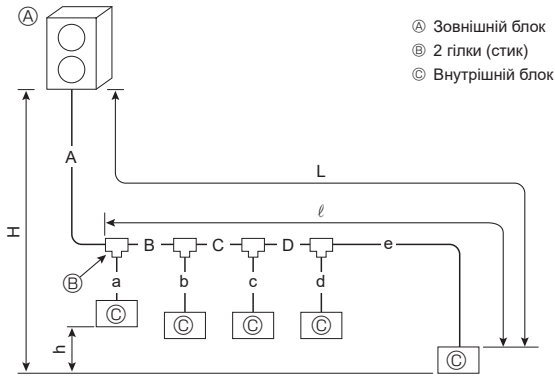 Ⓐ
Ⓐ Зовнішній блок
Ⓑ 2 гілки (стик)
Ⓒ Внутрішній блок
A
L
H
ℓ
B C D e
Ⓑ
a b c d
Ⓒ Ⓒ Ⓒ Ⓒ
h
Ⓒ